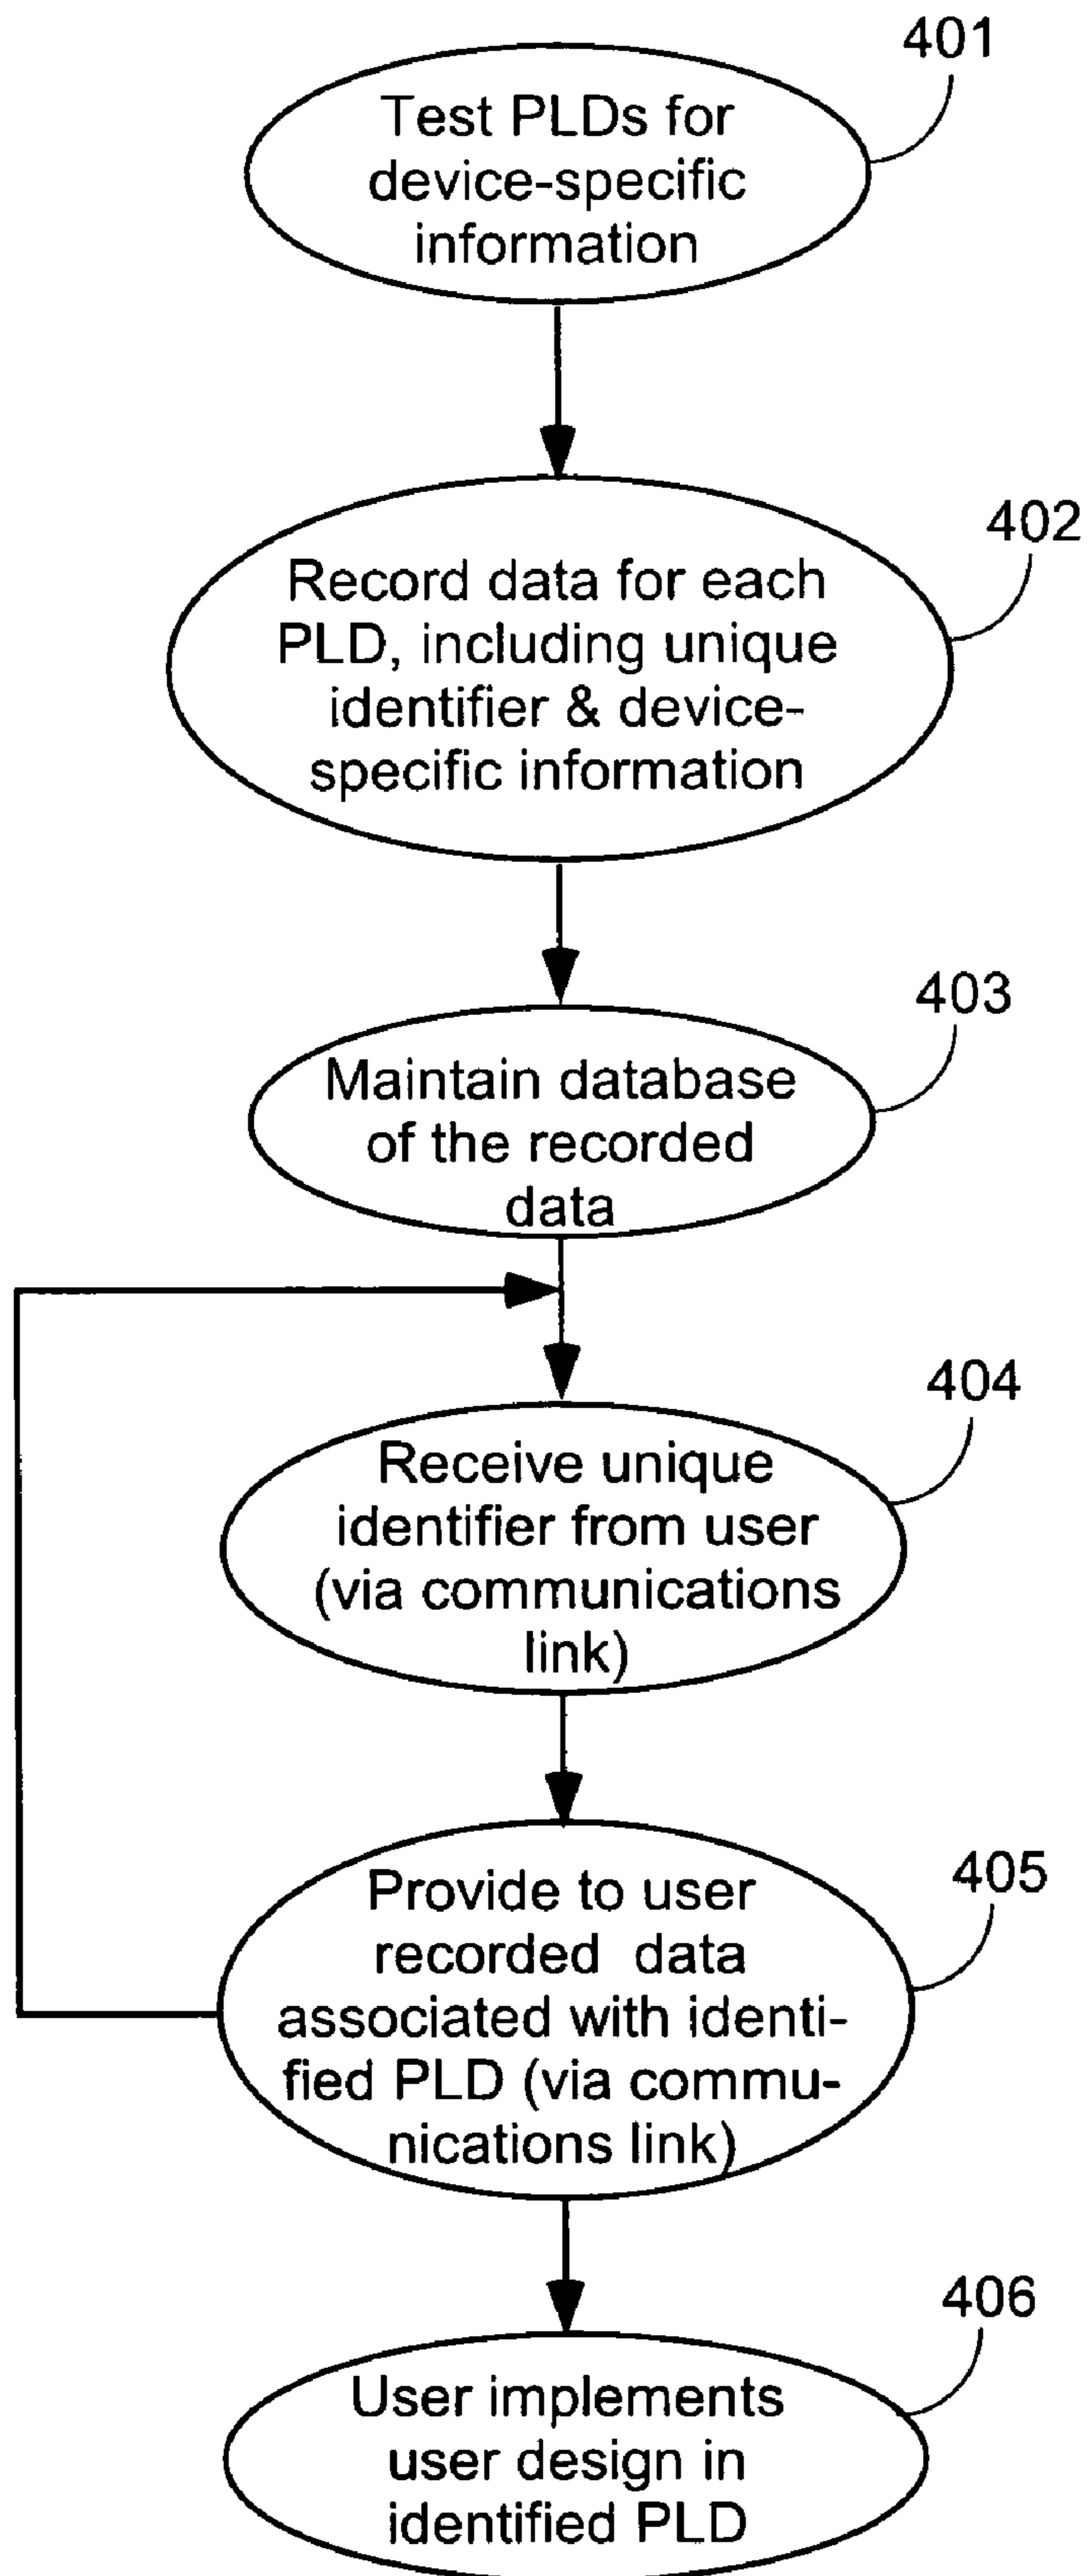 401
Test PLDs for
device-specific
information
402
Record data for each
PLD, including unique
identifier & device-
specific information
403
Maintain database
of the recorded
data
404
Receive unique
identifier from user
(via communications
link)
405
Provide to user
recorded data
associated with identi-
fied PLD (via commu-
nications link)
406
User implements
user design in
identified PLD